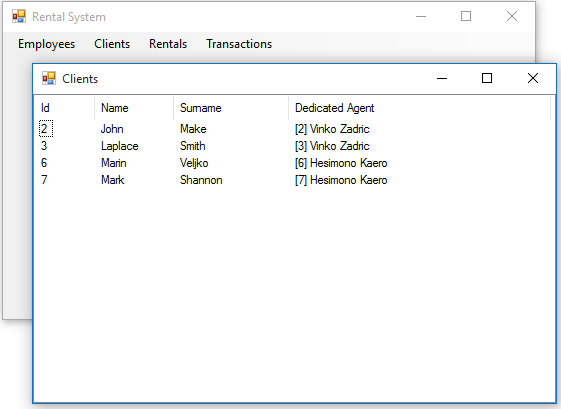 Rental System
Employees Clients Rentals Transactions
Clients
Id Name Surname Dedicated Agent
2 John Make [2] Vinko Zadric
3 Laplace Smith [3] Vinko Zadric
6 Marin Veljko [6] Hesimono Kaero
7 Mark Shannon [7] Hesimono Kaero